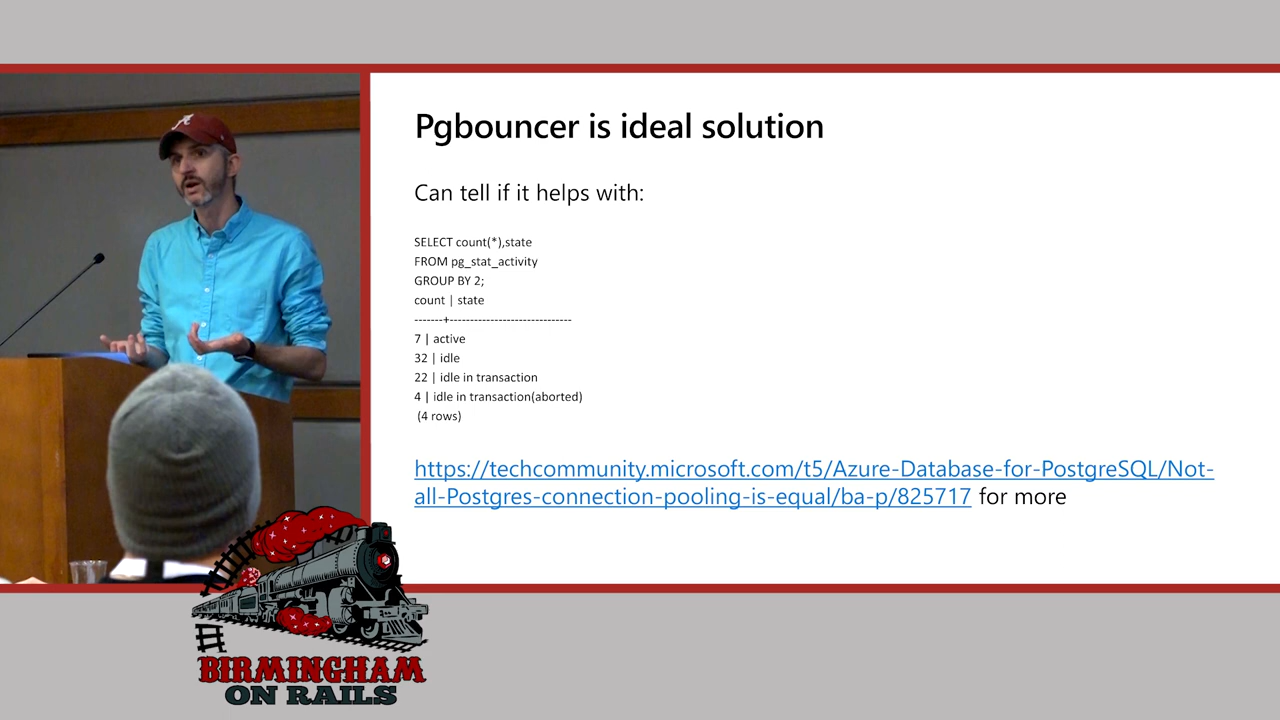 Pgbouncer is ideal solution
Can tell if it helps with:
SELECT count(*),state
FROM pg_stat_activity
GROUP BY 2;
count | state
-------+------------------------------
7 | active
32 | idle
22 | idle in transaction
4 | idle in transaction(aborted)
(4 rows)
https://techcommunity.microsoft.com/t5/Azure-Database-for-PostgreSQL/Not-
all-Postgres-connection-pooling-is-equal/ba-p/825717 for more
A
BIRMINGHAM
ON RAILS